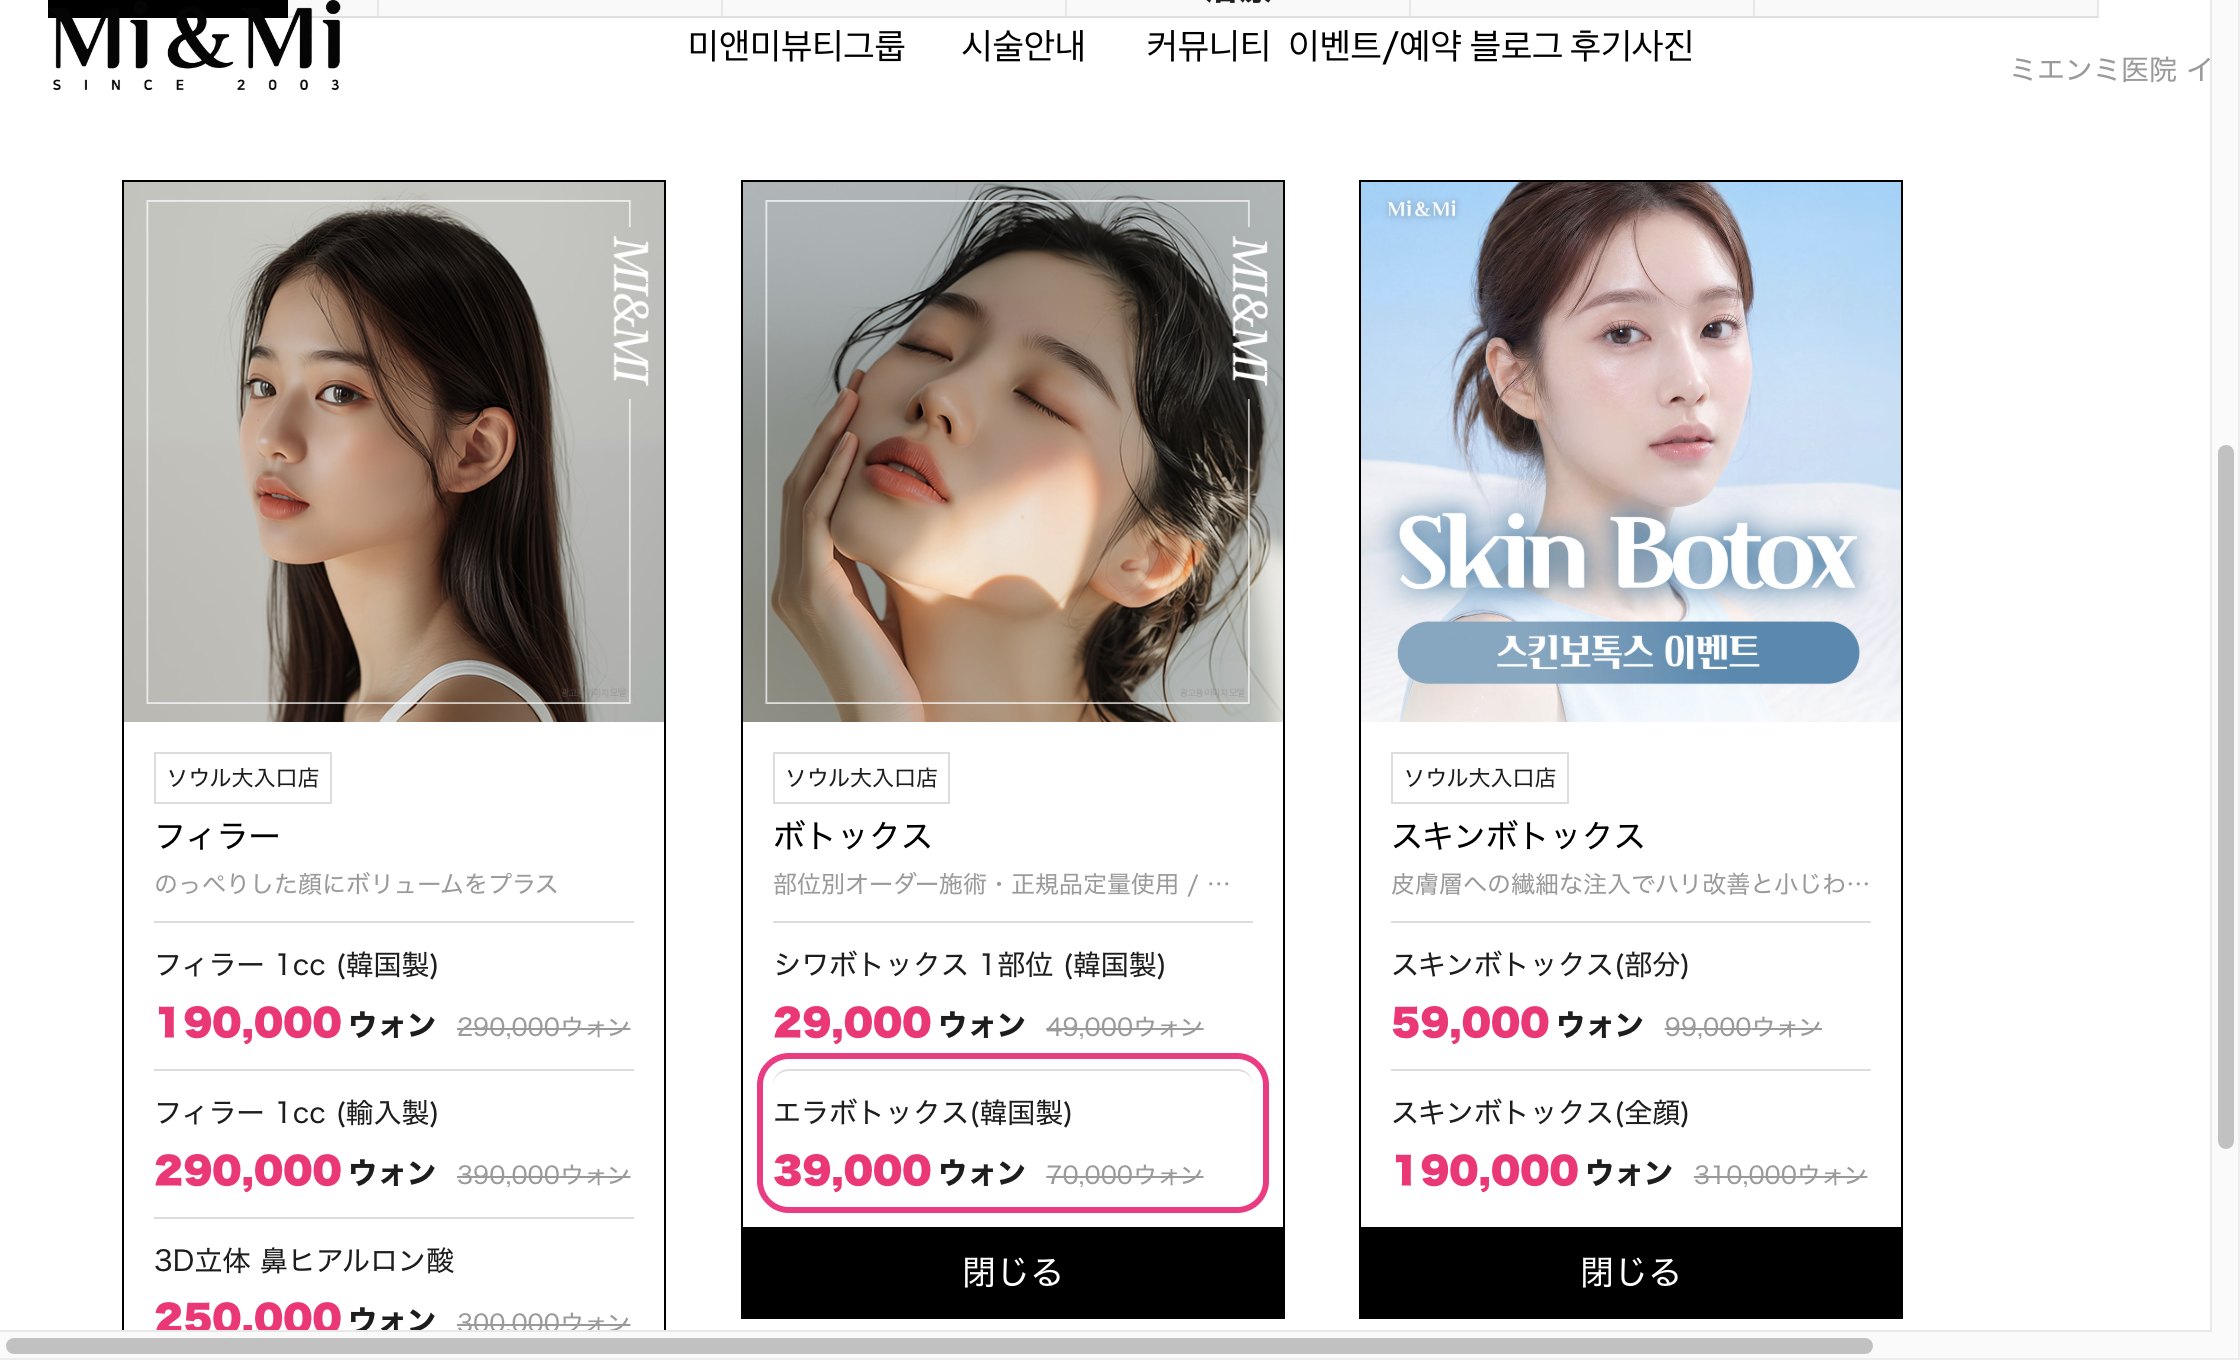 Mi&Mi
SINCE 2003
미앤미뷰티그룹 시술안내 커뮤니티 이벤트/예약 블로그 후기사진
ミエンミ医院 イ
MI&MI
ソウル大入口店
フィラー
のっぺりした顔にボリュームをプラス
フィラー 1cc (韓国製)
190,000 ウォン 290,000ウォン
フィラー 1cc (輸入製)
290,000 ウォン 390,000ウォン
3D立体 鼻ヒアルロン酸
250,000 ウォン 300,000ウォン
MI&MI
광고용 이미지 모델
ソウル大入口店
ボトックス
部位別オーダー施術・正規品定量使用 / …
シワボトックス 1部位 (韓国製)
29,000 ウォン 49,000ウォン
エラボトックス(韓国製)
39,000 ウォン 70,000ウォン
閉じる
Mi&Mi
Skin Botox
스킨보톡스 이벤트
ソウル大入口店
スキンボトックス
皮膚層への繊細な注入でハリ改善と小じわ…
スキンボトックス(部分)
59,000 ウォン 99,000ウォン
スキンボトックス(全顔)
190,000 ウォン 310,000ウォン
閉じる